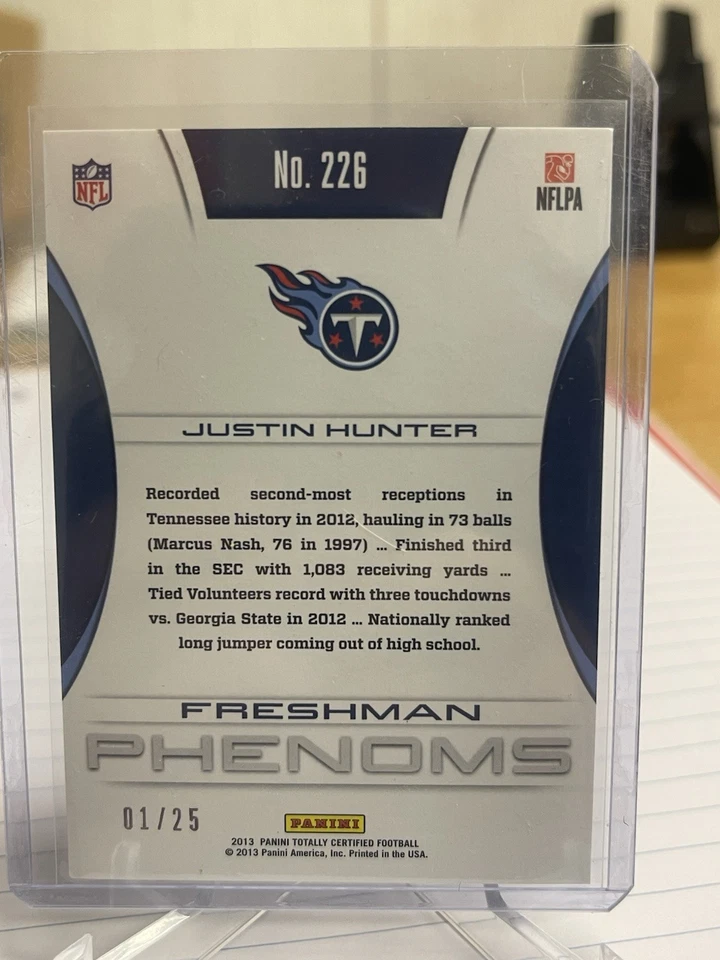 No. 226
NFL
NFLPA
T
JUSTIN HUNTER
Recorded second-most receptions in
Tennessee history in 2012, hauling in 73 balls
(Marcus Nash, 76 in 1997) ... Finished third
in the SEC with 1,083 receiving yards ...
Tied Volunteers record with three touchdowns
vs. Georgia State in 2012 ... Nationally ranked
long jumper coming out of high school.
FRESHMAN
PHENOMS
01/25
PANINI
2013 PANINI TOTALLY CERTIFIED FOOTBALL
© 2013 Panini America, Inc. Printed in the USA.